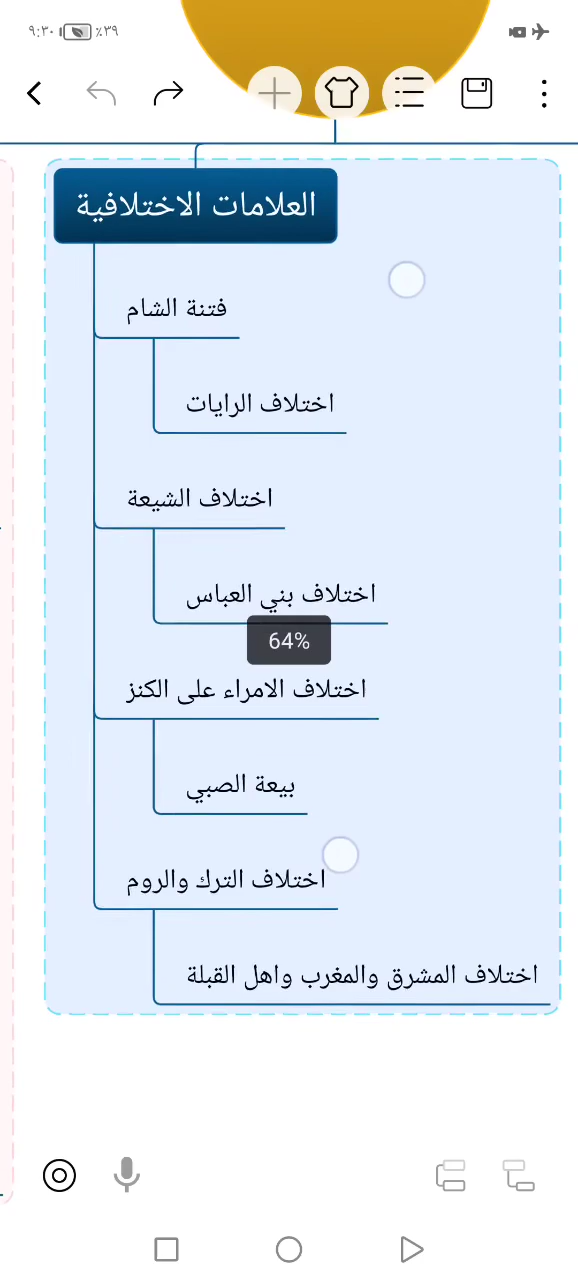 ٩:٣٠ ٪٣٩
العلامات الاختلافية
فتنة الشام
اختلاف الرايات
اختلاف الشيعة
اختلاف بني العباس
64%
اختلاف الامراء على الكنز
بيعة الصبي
اختلاف الترك والروم
اختلاف المشرق والمغرب واهل القبلة